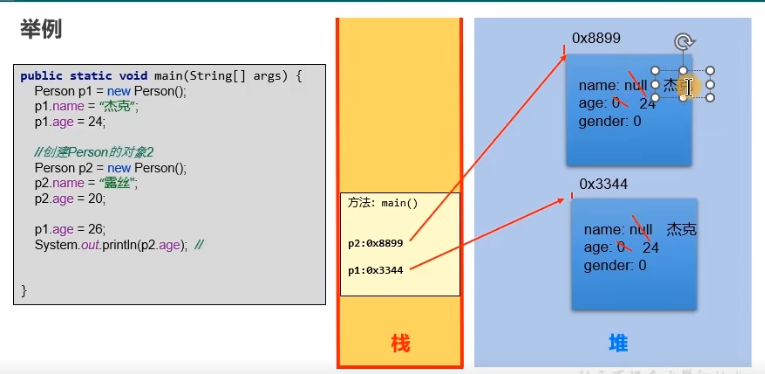 举例
public static void main(String[] args) {
Person p1 = new Person();
p1.name = "杰克";
p1.age = 24;
//创建Person的对象2
Person p2 = new Person();
p2.name = "露丝";
p2.age = 20;
p1.age = 26;
System.out.println(p2.age); //
}
方法: main()
p2:0x8899
p1:0x3344
栈
0x8899
name: null 杰克
age: 0 24
gender: 0
0x3344
name: null 杰克
age: 0 24
gender: 0
堆